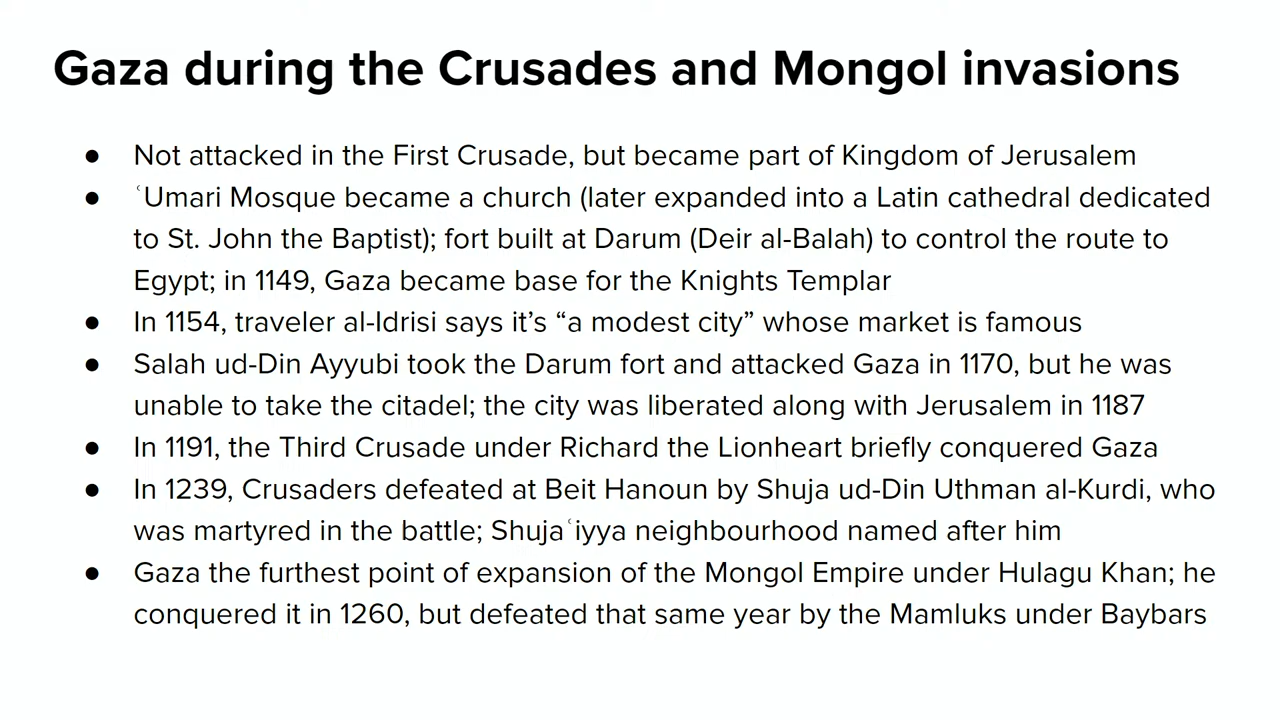 Gaza during the Crusades and Mongol invasions
● Not attacked in the First Crusade, but became part of Kingdom of Jerusalem
● ʿUmari Mosque became a church (later expanded into a Latin cathedral dedicated
to St. John the Baptist); fort built at Darum (Deir al-Balah) to control the route to
Egypt; in 1149, Gaza became base for the Knights Templar
● In 1154, traveler al-Idrisi says it’s “a modest city” whose market is famous
● Salah ud-Din Ayyubi took the Darum fort and attacked Gaza in 1170, but he was
unable to take the citadel; the city was liberated along with Jerusalem in 1187
● In 1191, the Third Crusade under Richard the Lionheart briefly conquered Gaza
● In 1239, Crusaders defeated at Beit Hanoun by Shuja ud-Din Uthman al-Kurdi, who
was martyred in the battle; Shujaʿiyya neighbourhood named after him
● Gaza the furthest point of expansion of the Mongol Empire under Hulagu Khan; he
conquered it in 1260, but defeated that same year by the Mamluks under Baybars